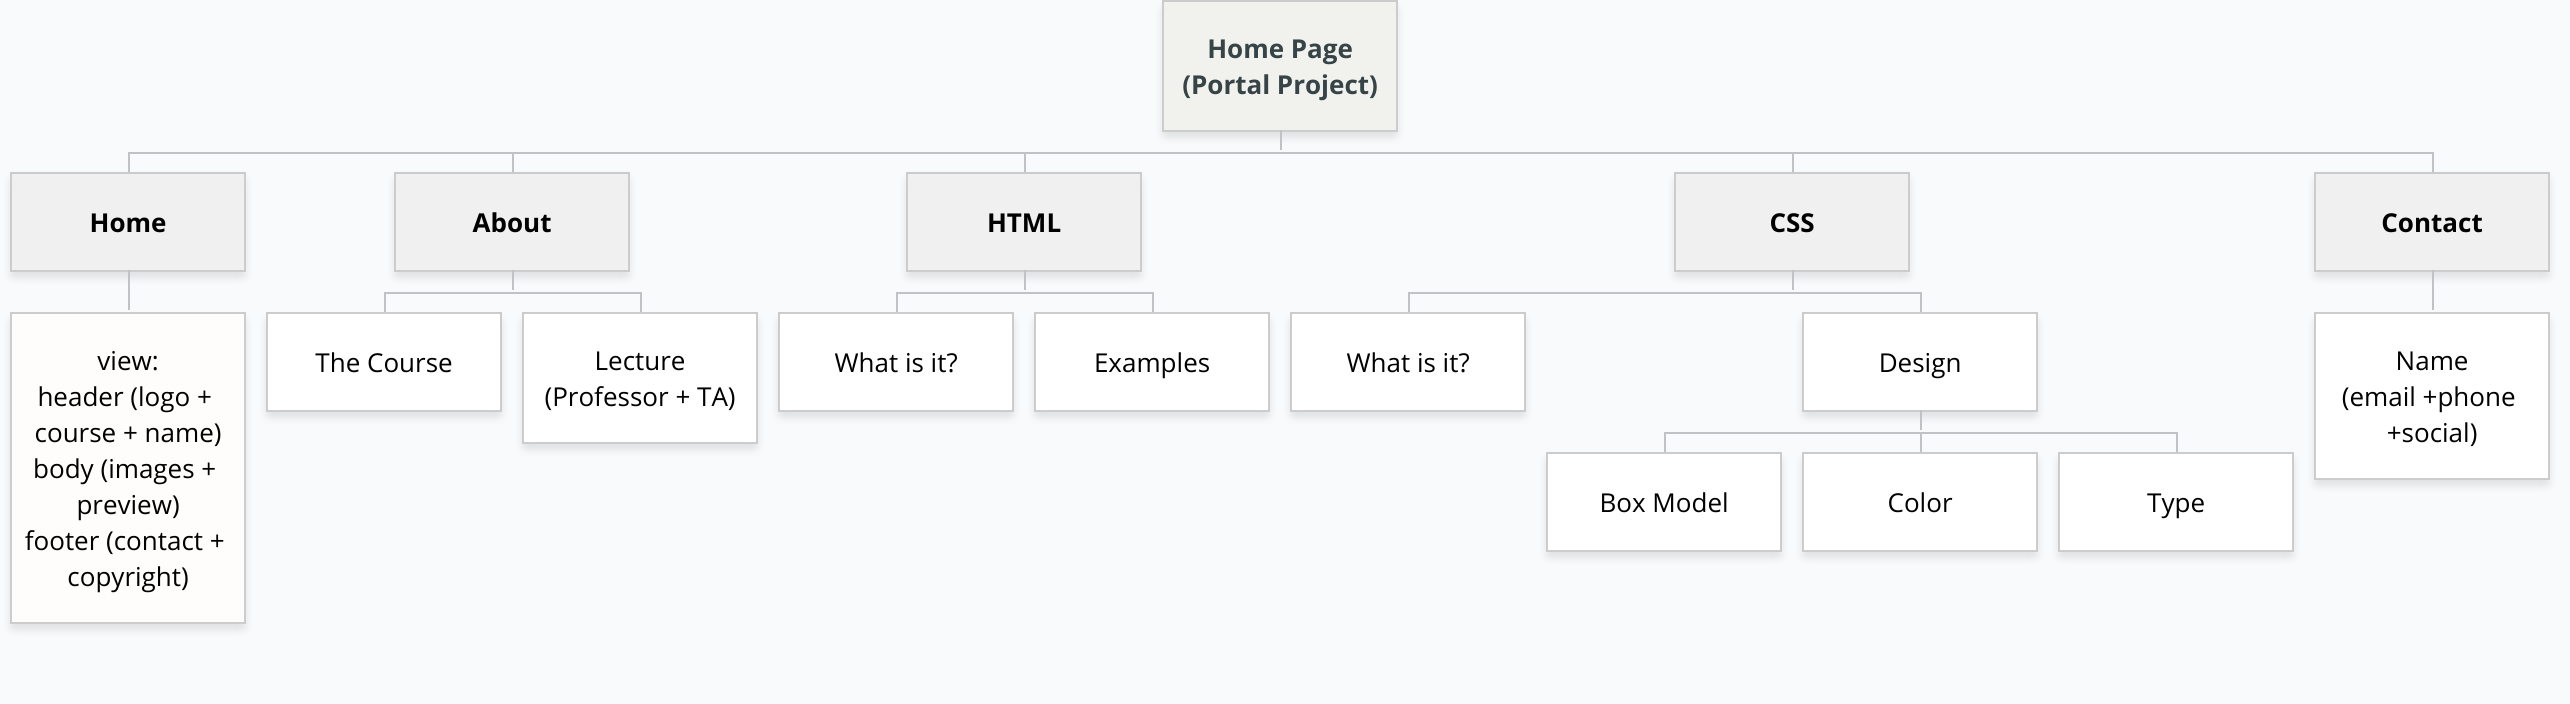 Home Page
(Portal Project)
Home
About
HTML
CSS
Contact
view:
header (logo +
course + name)
body (images +
preview)
footer (contact +
copyright)
The Course
Lecture
(Professor + TA)
What is it?
Examples
What is it?
Design
Name
(email +phone
+social)
Box Model
Color
Type